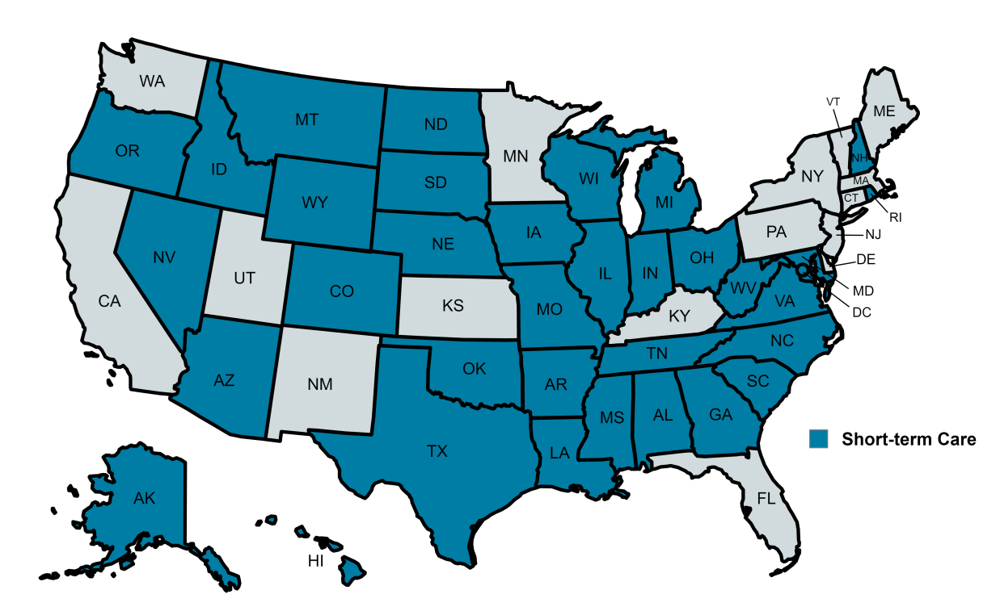 WA
MT
ND
MN
OR
ID
WY
SD
WI
MI
VT
ME
NH
NY
MA
CT
RI
NV
UT
CO
NE
IA
PA
NJ
DE
MD
DC
IL
IN
OH
WV
VA
CA
KS
MO
KY
AZ
NM
OK
AR
TN
NC
SC
TX
LA
MS
AL
GA
Short-term Care
AK
HI
FL